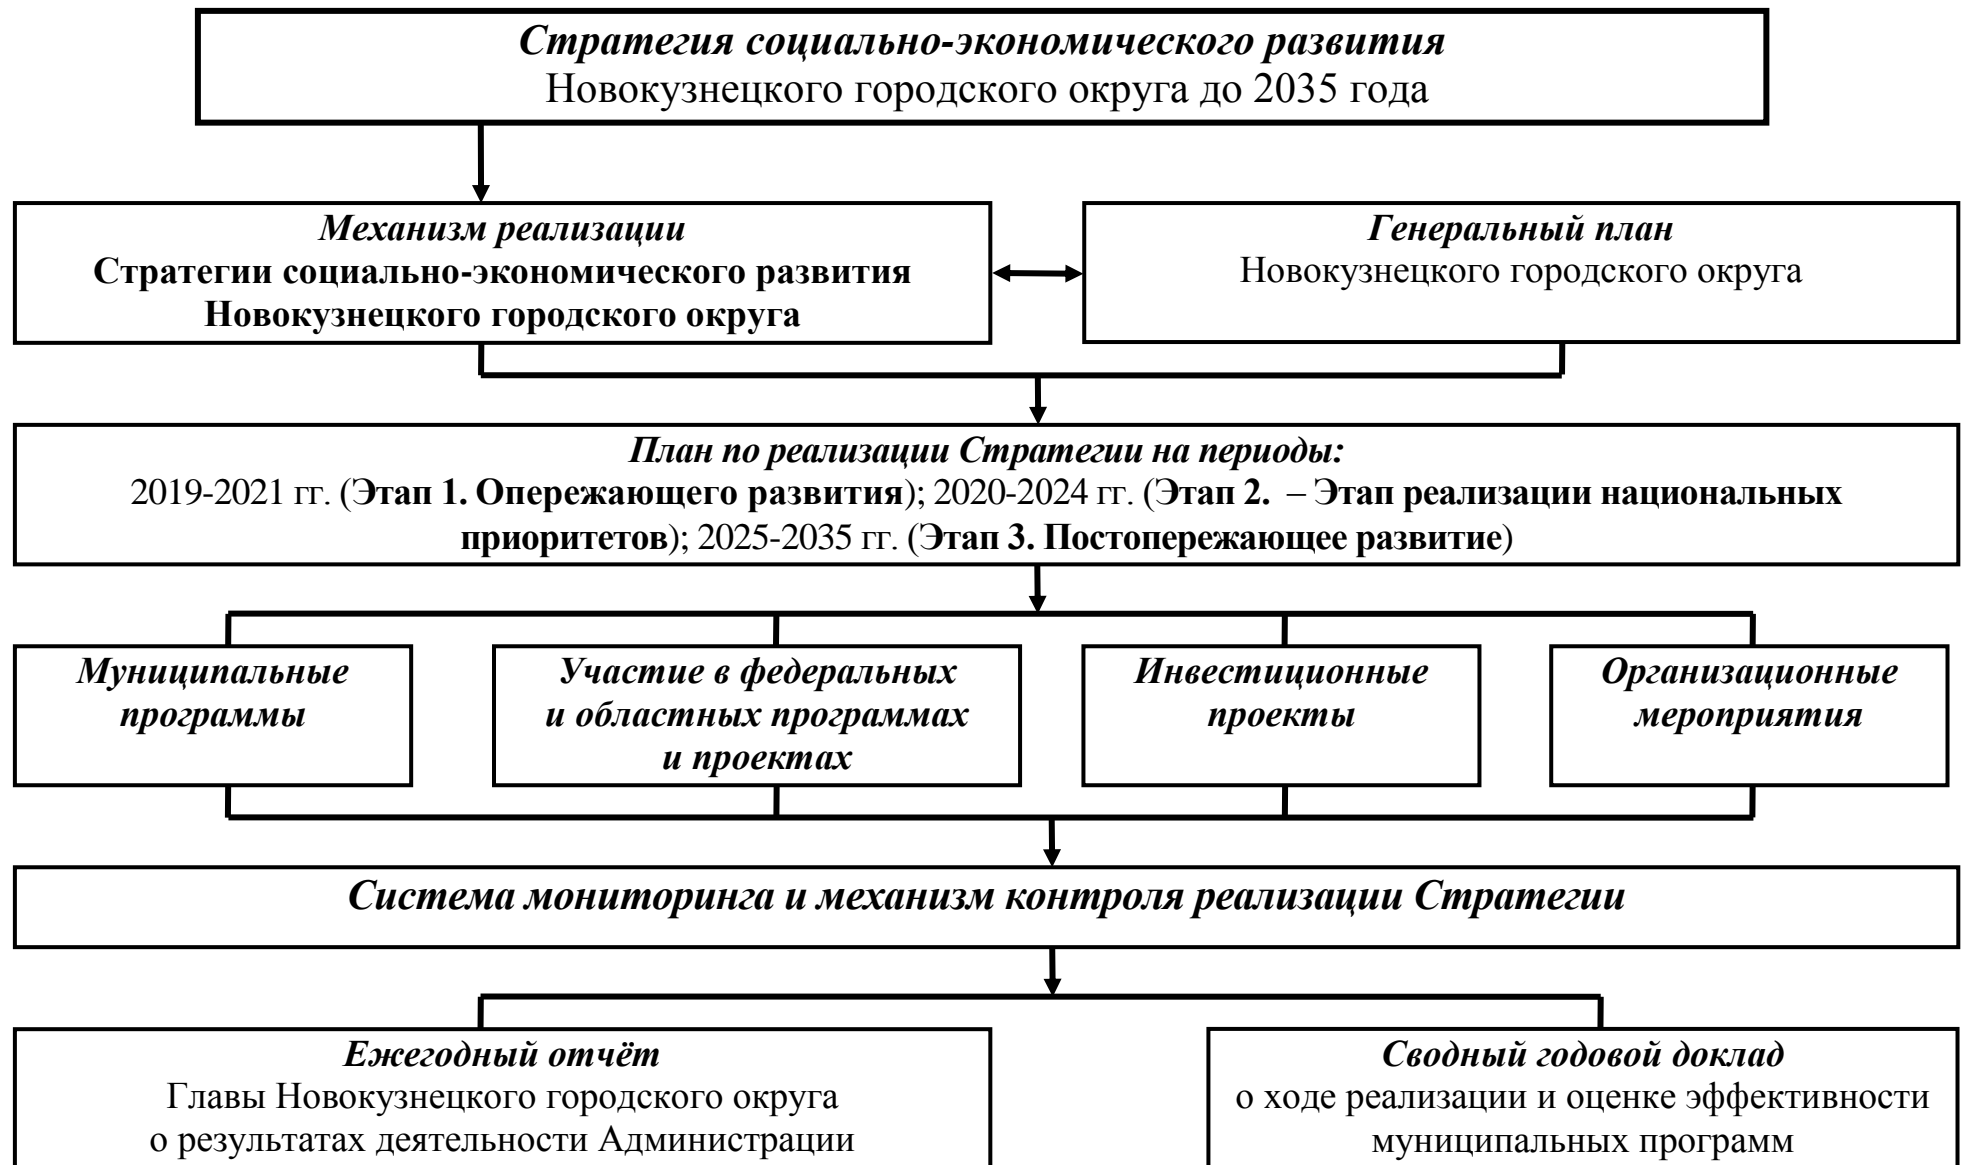 Стратегия социально-экономического развития
Новокузнецкого городского округа до 2035 года
Механизм реализации
Стратегии социально-экономического развития
Новокузнецкого городского округа
Генеральный план
Новокузнецкого городского округа
План по реализации Стратегии на периоды:
2019-2021 гг. (Этап 1. Опережающего развития); 2020-2024 гг. (Этап 2. – Этап реализации национальных
приоритетов); 2025-2035 гг. (Этап 3. Постопережающее развитие)
Муниципальные
программы
Участие в федеральных
и областных программах
и проектах
Инвестиционные
проекты
Организационные
мероприятия
Система мониторинга и механизм контроля реализации Стратегии
Ежегодный отчёт
Главы Новокузнецкого городского округа
о результатах деятельности Администрации
Сводный годовой доклад
о ходе реализации и оценке эффективности
муниципальных программ